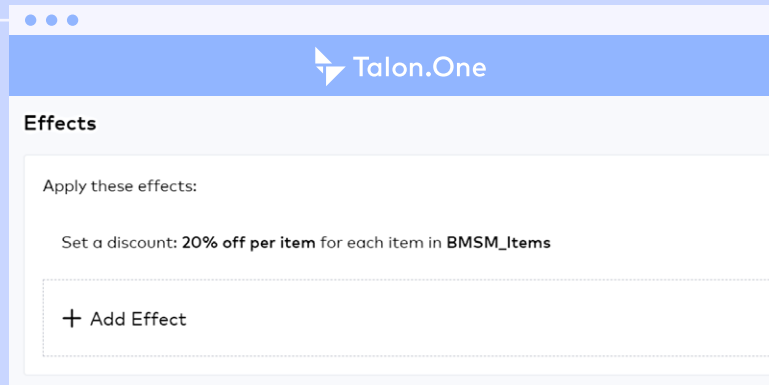 Talon.One
Effects
Apply these effects:
Set a discount: 20% off per item for each item in BMSM_Items
+ Add Effect